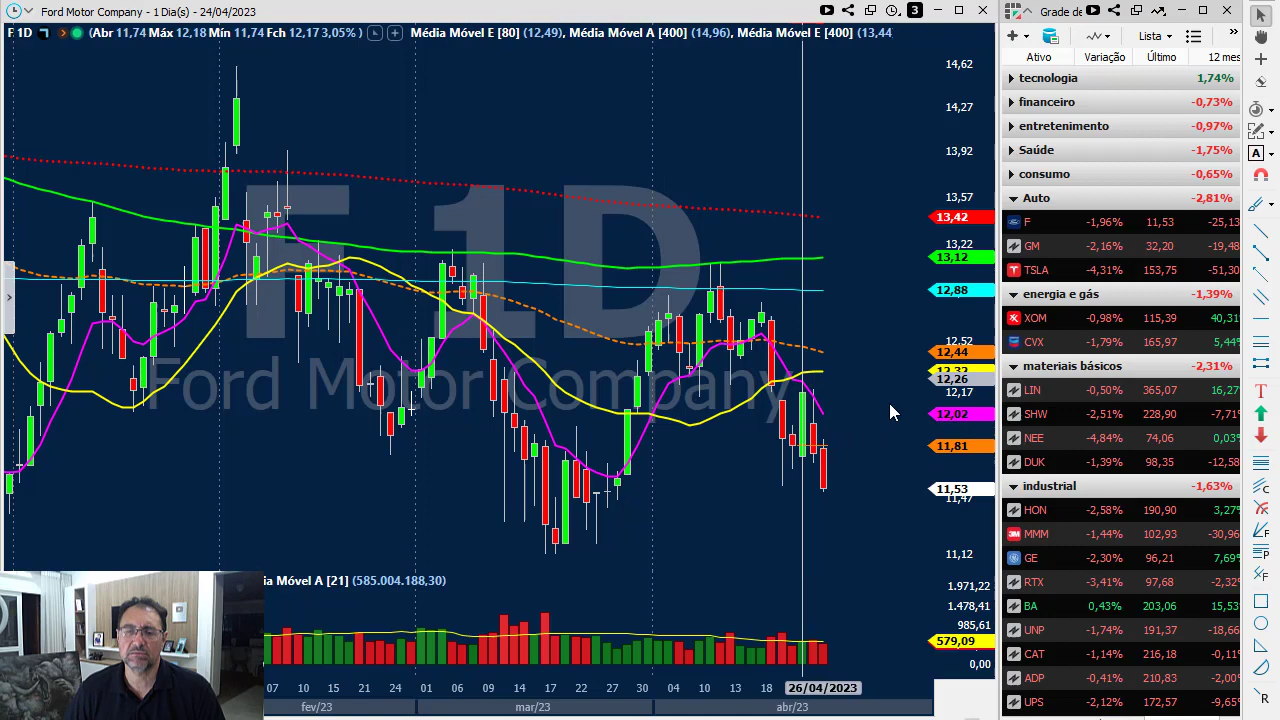 Ford Motor Company - 1 Dia(s) - 24/04/2023
3
F 1D
(Abr 11,74 Máx 12,18 Mín 11,74 Fch 12,17 3,05% )
Média Móvel E [80] (12,49), Média Móvel A [400] (14,96), Média Móvel E [400] (13,44
F 1D
Ford Motor Company
14,62
14,27
13,92
13,57
13,42
13,22
13,12
12,88
12,52
12,44
12,26
12,17
12,02
11,81
11,53
11,47
11,12
ia Móvel A [21] (585.004.188,30)
1.971,22
1.478,41
985,61
579,09
0,00
07 10 15 24 01 06 09 14 17 22 27 30 04 10 13 18 26/04/2023
fev/23 mar/23 abr/23
Grade de
Lista
Ativo Variação Último 12 mes
tecnologia 1,74%
financeiro -0,73%
entretenimento -0,97%
Saúde -1,75%
consumo -0,65%
Auto -2,81%
F -1,96% 11,53 -25,13
GM -2,16% 32,20 -19,48
TSLA -4,31% 153,75 -51,30
energia e gás -1,39%
XOM -0,98% 115,39 40,31
CVX -1,79% 165,97 5,44
materiais básicos -2,31%
LIN -0,50% 365,07 16,27
SHW -2,51% 228,90 -7,71
NEE -4,84% 74,06 0,03
DUK -1,39% 98,35 -12,58
industrial -1,63%
HON -2,58% 190,90 3,27
MMM -1,44% 102,93 -30,96
GE -2,30% 96,21 7,69
RTX -3,41% 97,68 -2,32
BA 0,43% 203,06 15,53
UNP -1,74% 191,37 -18,66
CAT -1,14% 216,18 -0,11
ADP -0,41% 210,83 -2,00
UPS -2,12% 172,57 -9,65